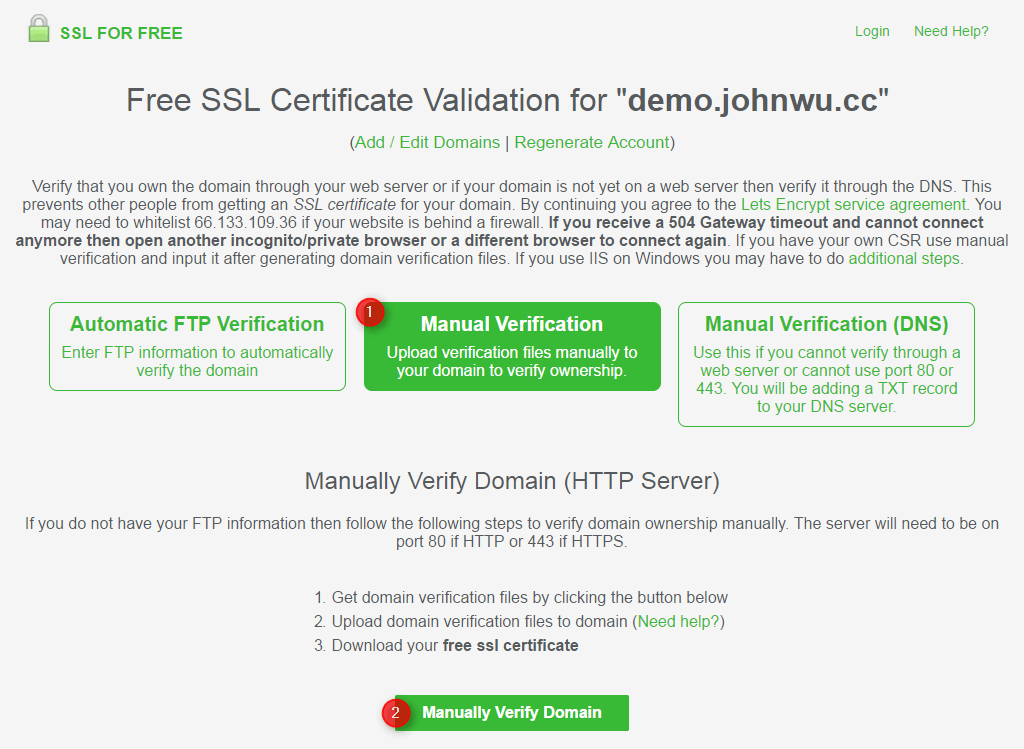 SSL FOR FREE
Login Need Help?
Free SSL Certificate Validation for "demo.johnwu.cc"
(Add / Edit Domains | Regenerate Account)
Verify that you own the domain through your web server or if your domain is not yet on a web server then verify it through the DNS. This
prevents other people from getting an SSL certificate for your domain. By continuing you agree to the Lets Encrypt service agreement. You
may need to whitelist 66.133.109.36 if your website is behind a firewall. If you receive a 504 Gateway timeout and cannot connect
anymore then open another incognito/private browser or a different browser to connect again. If you have your own CSR use manual
verification and input it after generating domain verification files. If you use IIS on Windows you may have to do additional steps.
Automatic FTP Verification
Enter FTP information to automatically
verify the domain
1
Manual Verification
Upload verification files manually to
your domain to verify ownership.
Manual Verification (DNS)
Use this if you cannot verify through a
web server or cannot use port 80 or
443. You will be adding a TXT record
to your DNS server.
Manually Verify Domain (HTTP Server)
If you do not have your FTP information then follow the following steps to verify domain ownership manually. The server will need to be on
port 80 if HTTP or 443 if HTTPS.
1. Get domain verification files by clicking the button below
2. Upload domain verification files to domain (Need help?)
3. Download your free ssl certificate
2
Manually Verify Domain